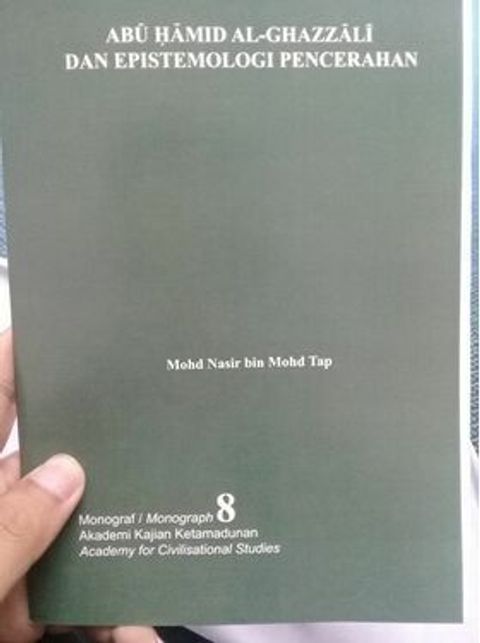 ABŪ ḤĀMID AL-GHAZZĀLĪ
DAN EPISTEMOLOGI PENCERAHAN
Mohd Nasir bin Mohd Tap
Monograf / Monograph 8
Akademi Kajian Ketamadunan
Academy for Civilisational Studies